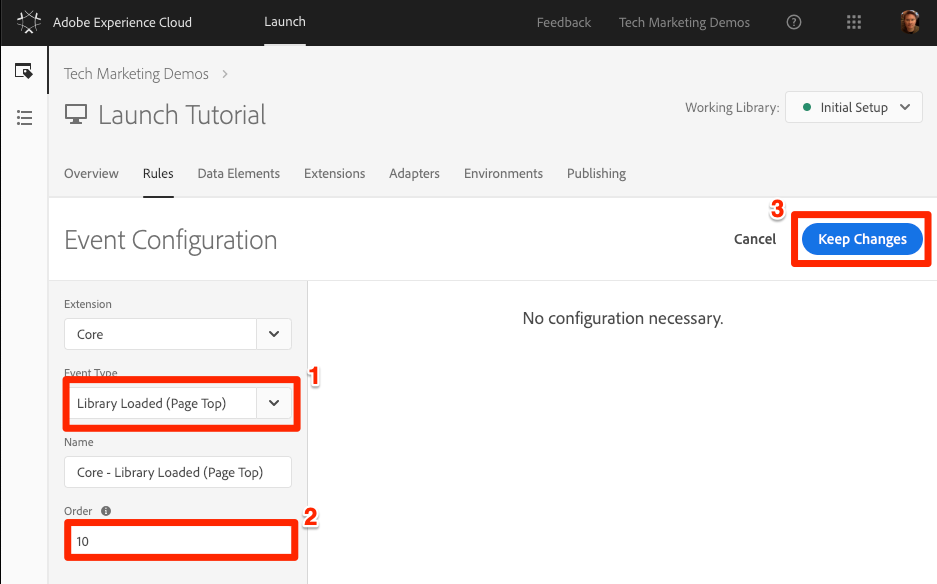 Adobe Experience Cloud Launch Feedback Tech Marketing Demos ?
Tech Marketing Demos >
Launch Tutorial
Working Library: Initial Setup
Overview Rules Data Elements Extensions Adapters Environments Publishing
3
Event Configuration
Cancel Keep Changes
Extension
Core
No configuration necessary.
Event Type
1
Library Loaded (Page Top)
Name
Core - Library Loaded (Page Top)
Order i
2
10